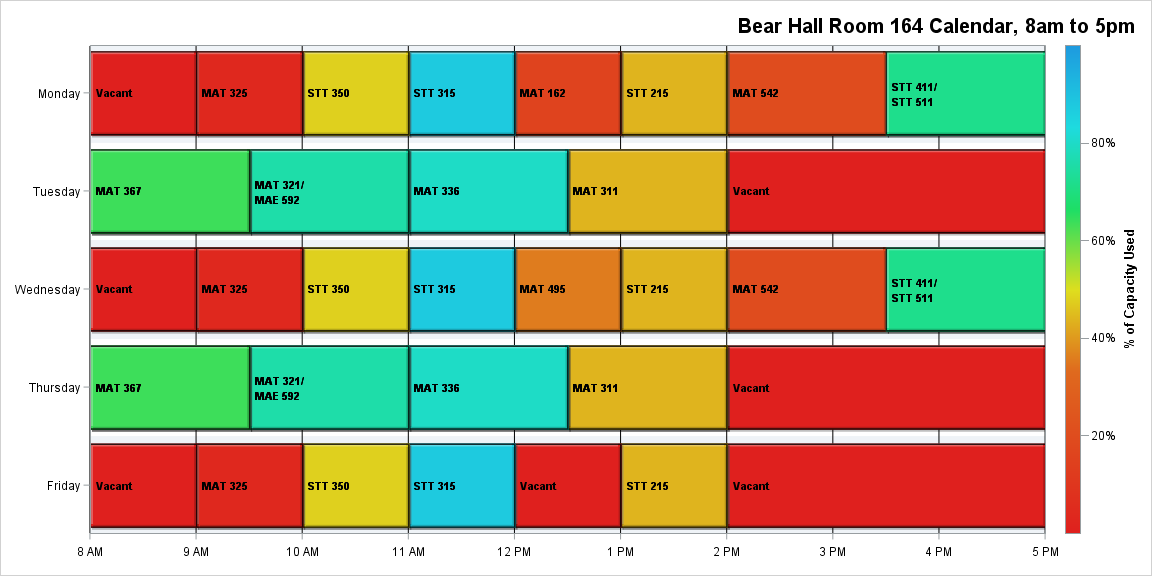 Bear Hall Room 164 Calendar, 8am to 5pm
Monday
Vacant
MAT 325
STT 350
STT 315
MAT 162
STT 215
MAT 542
STT 411/
STT 511
Tuesday
MAT 367
MAT 321/
MAE 592
MAT 336
MAT 311
Vacant
Wednesday
Vacant
MAT 325
STT 350
STT 315
MAT 495
STT 215
MAT 542
STT 411/
STT 511
Thursday
MAT 367
MAT 321/
MAE 592
MAT 336
MAT 311
Vacant
Friday
Vacant
MAT 325
STT 350
STT 315
Vacant
STT 215
Vacant
8 AM
9 AM
10 AM
11 AM
12 PM
1 PM
2 PM
3 PM
4 PM
5 PM
80%
60%
40%
20%
% of Capacity Used